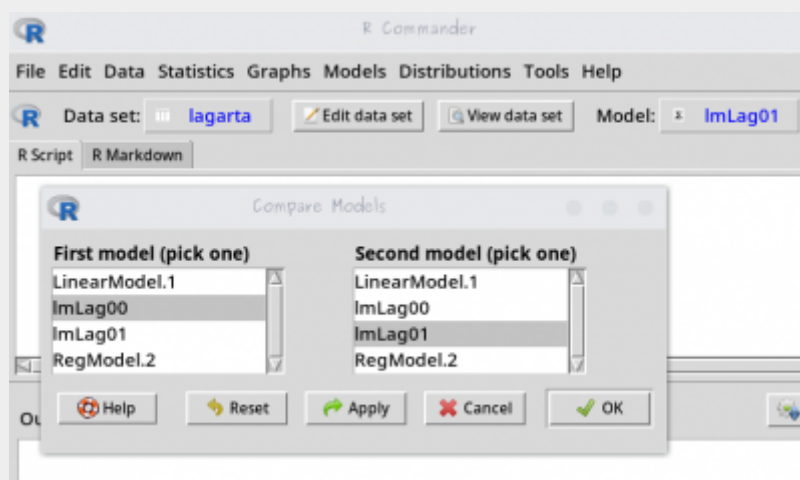 R Commander
File Edit Data Statistics Graphs Models Distributions Tools Help
Data set: lagarta Edit data set View data set Model: Σ lmLag01
R Script R Markdown
Compare Models
First model (pick one) Second model (pick one)
LinearModel.1 LinearModel.1
lmLag00 lmLag00
lmLag01 lmLag01
RegModel.2 RegModel.2
Help Reset Apply Cancel OK
Ou